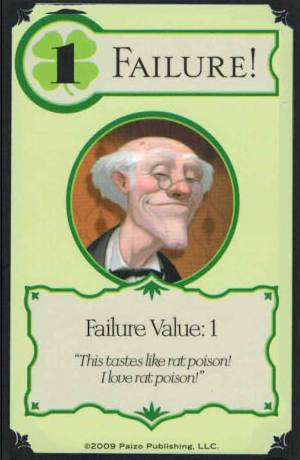 1 FAILURE!
Failure Value: 1
"This tastes like rat poison!
I love rat poison!"
©2009 Paizo Publishing, LLC.